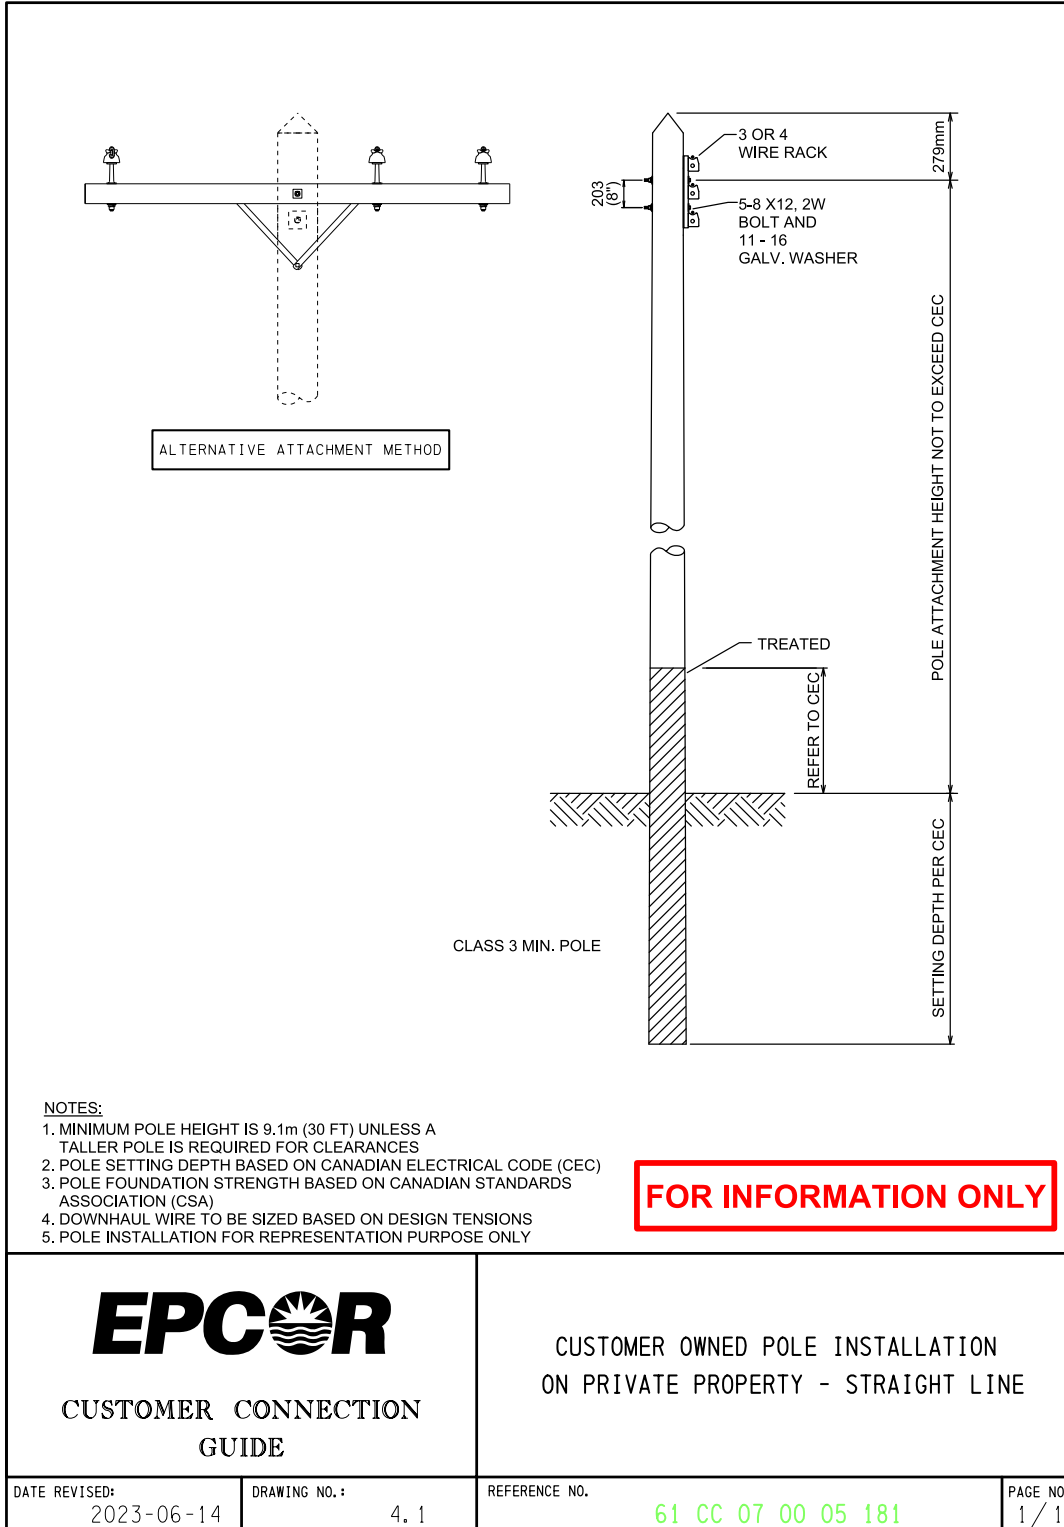 3 OR 4
WIRE RACK
279mm
203
(8")
5-8 X12, 2W
BOLT AND
11 - 16
GALV. WASHER
POLE ATTACHMENT HEIGHT NOT TO EXCEED CEC
ALTERNATIVE ATTACHMENT METHOD
TREATED
REFER TO CEC
SETTING DEPTH PER CEC
CLASS 3 MIN. POLE
NOTES:
1. MINIMUM POLE HEIGHT IS 9.1m (30 FT) UNLESS A
TALLER POLE IS REQUIRED FOR CLEARANCES
2. POLE SETTING DEPTH BASED ON CANADIAN ELECTRICAL CODE (CEC)
3. POLE FOUNDATION STRENGTH BASED ON CANADIAN STANDARDS
ASSOCIATION (CSA)
4. DOWNHAUL WIRE TO BE SIZED BASED ON DESIGN TENSIONS
5. POLE INSTALLATION FOR REPRESENTATION PURPOSE ONLY
FOR INFORMATION ONLY
EPCOR
CUSTOMER CONNECTION
GUIDE
CUSTOMER OWNED POLE INSTALLATION
ON PRIVATE PROPERTY - STRAIGHT LINE
DATE REVISED:
2023-06-14
DRAWING NO.:
4.1
REFERENCE NO.
61 CC 07 00 05 181
PAGE NO
1/1